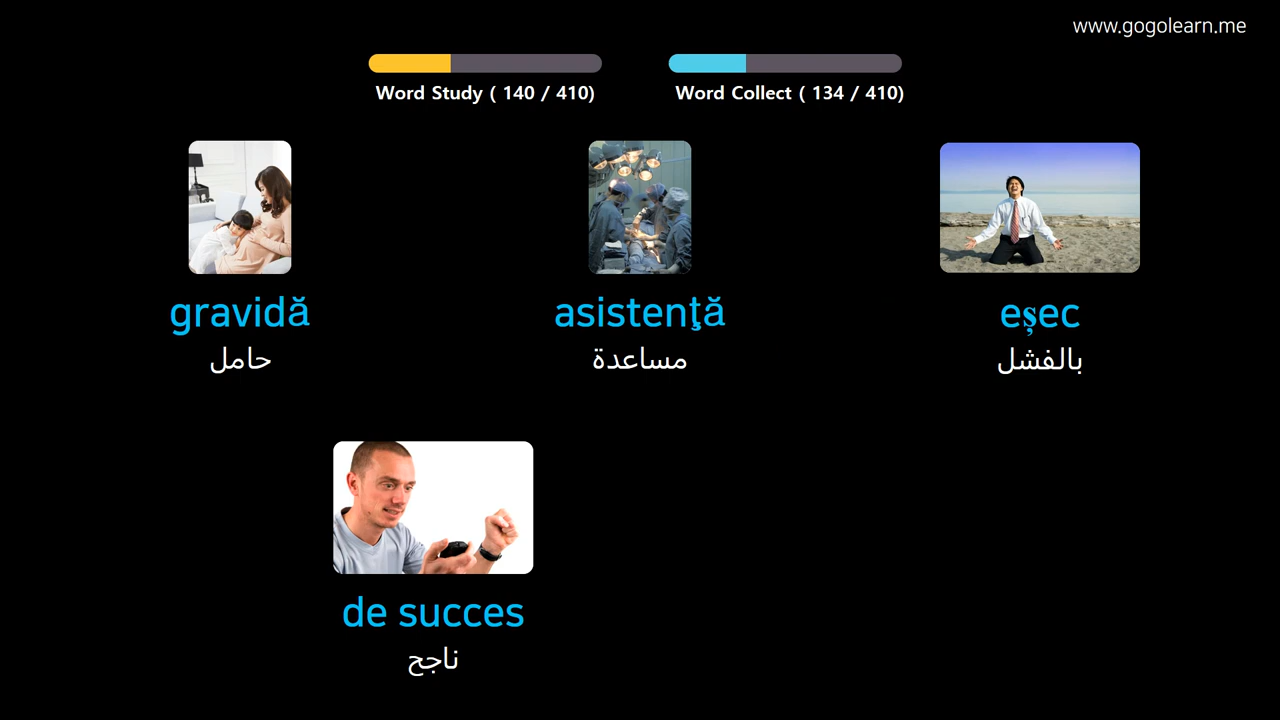 www.gogolearn.me
Word Study ( 140 / 410)
Word Collect ( 134 / 410)
gravidă
حامل
asistenţă
مساعدة
eșec
بالفشل
de succes
ناجح